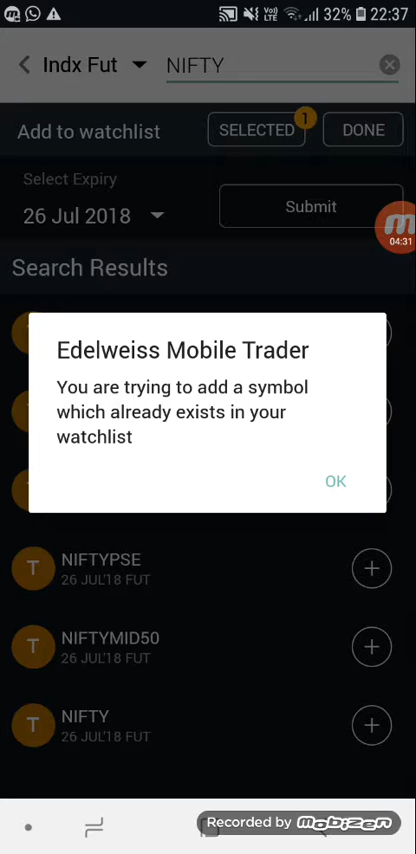 32% 22:37
Indx Fut NIFTY
Add to watchlist SELECTED 1 DONE
Select Expiry
26 Jul 2018 Submit
04:31
Search Results
Edelweiss Mobile Trader
You are trying to add a symbol
which already exists in your
watchlist
OK
T NIFTYPSE
26 JUL'18 FUT
T NIFTYMID50
26 JUL'18 FUT
T NIFTY
26 JUL'18 FUT
Recorded by mobizen